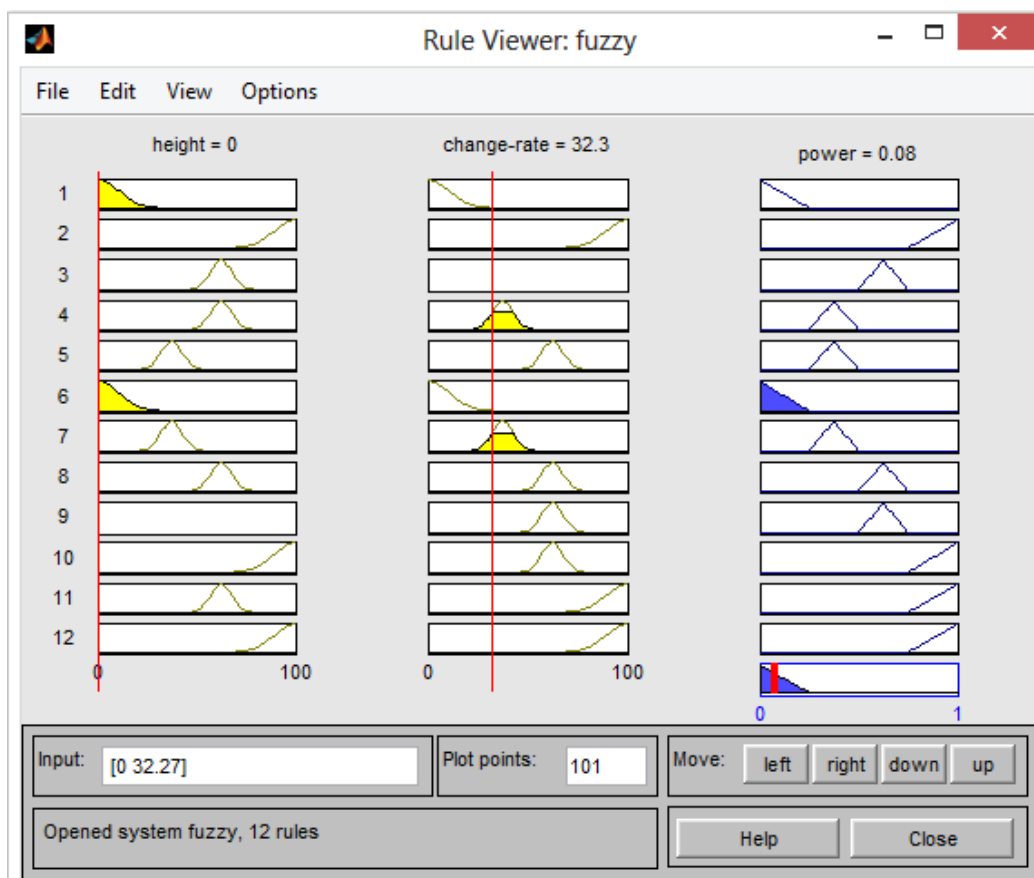 Rule Viewer: fuzzy
File Edit View Options
height = 0 change-rate = 32.3 power = 0.08
1
2
3
4
5
6
7
8
9
10
11
12
0 100 0 100
0 1
Input: [0 32.27] Plot points: 101 Move: left right down up
Opened system fuzzy, 12 rules Help Close